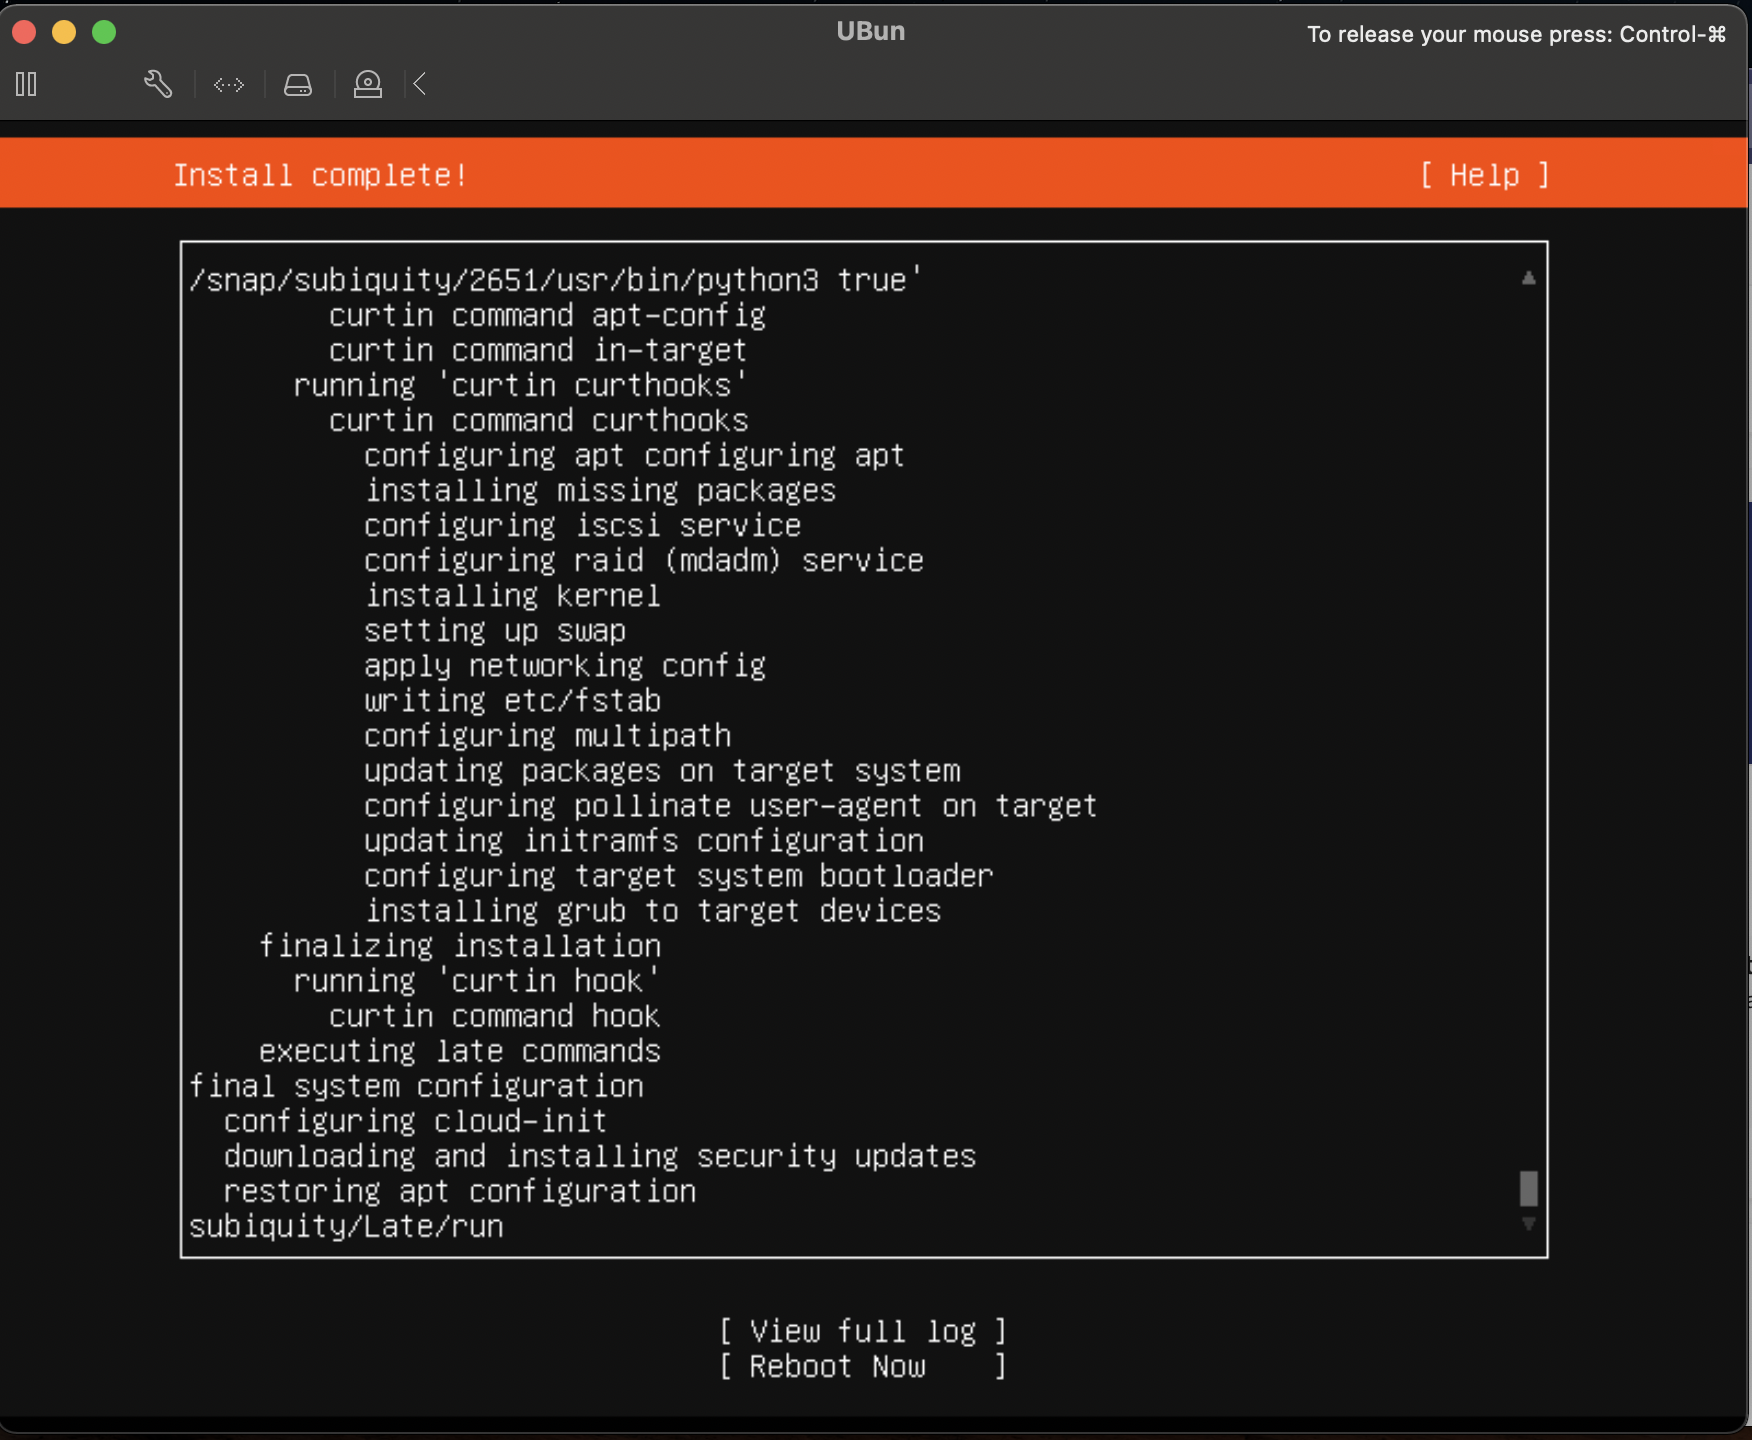 UBun
To release your mouse press: Control-⌘
Install complete!
[ Help ]
/snap/subiquity/2651/usr/bin/python3 true'
curtin command apt-config
curtin command in-target
running 'curtin curthooks'
curtin command curthooks
configuring apt configuring apt
installing missing packages
configuring iscsi service
configuring raid (mdadm) service
installing kernel
setting up swap
apply networking config
writing etc/fstab
configuring multipath
updating packages on target system
configuring pollinate user-agent on target
updating initramfs configuration
configuring target system bootloader
installing grub to target devices
finalizing installation
running 'curtin hook'
curtin command hook
executing late commands
final system configuration
configuring cloud-init
downloading and installing security updates
restoring apt configuration
subiquity/Late/run
[ View full log ]
[ Reboot Now ]